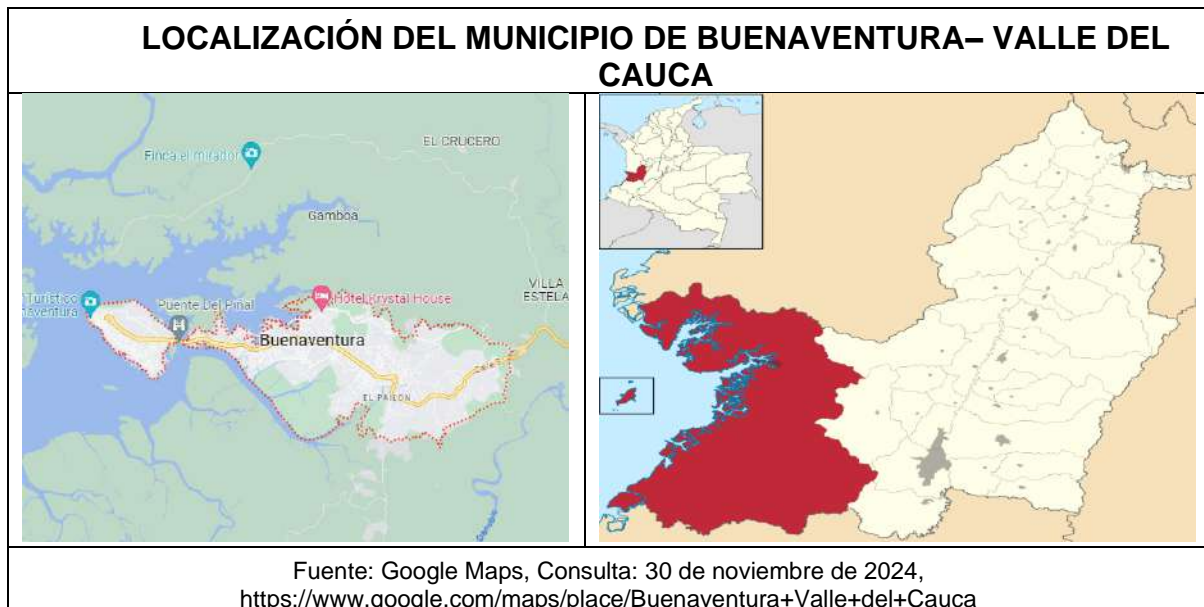 LOCALIZACIÓN DEL MUNICIPIO DE BUENAVENTURA– VALLE DEL
CAUCA
EL CRUCERO
Finca el mirador
Gamboa
VILLA
ESTELA
Turístico
Puente Del Piñal
Hotel Krystal House
Buenaventura
EL PAILÓN
Fuente: Google Maps, Consulta: 30 de noviembre de 2024,
https://www.google.com/maps/place/Buenaventura+Valle+del+Cauca